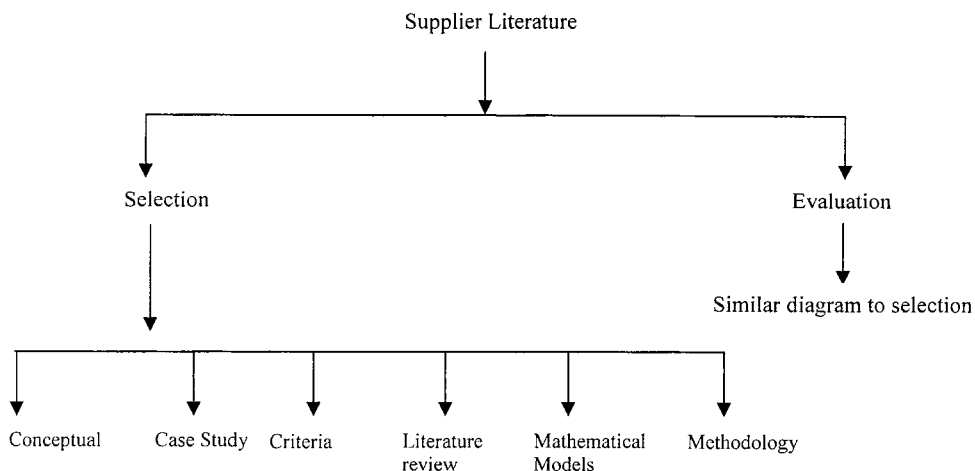 Supplier Literature
Selection
Evaluation
Similar diagram to selection
Conceptual
Case Study
Criteria
Literature
review
Mathematical
Models
Methodology